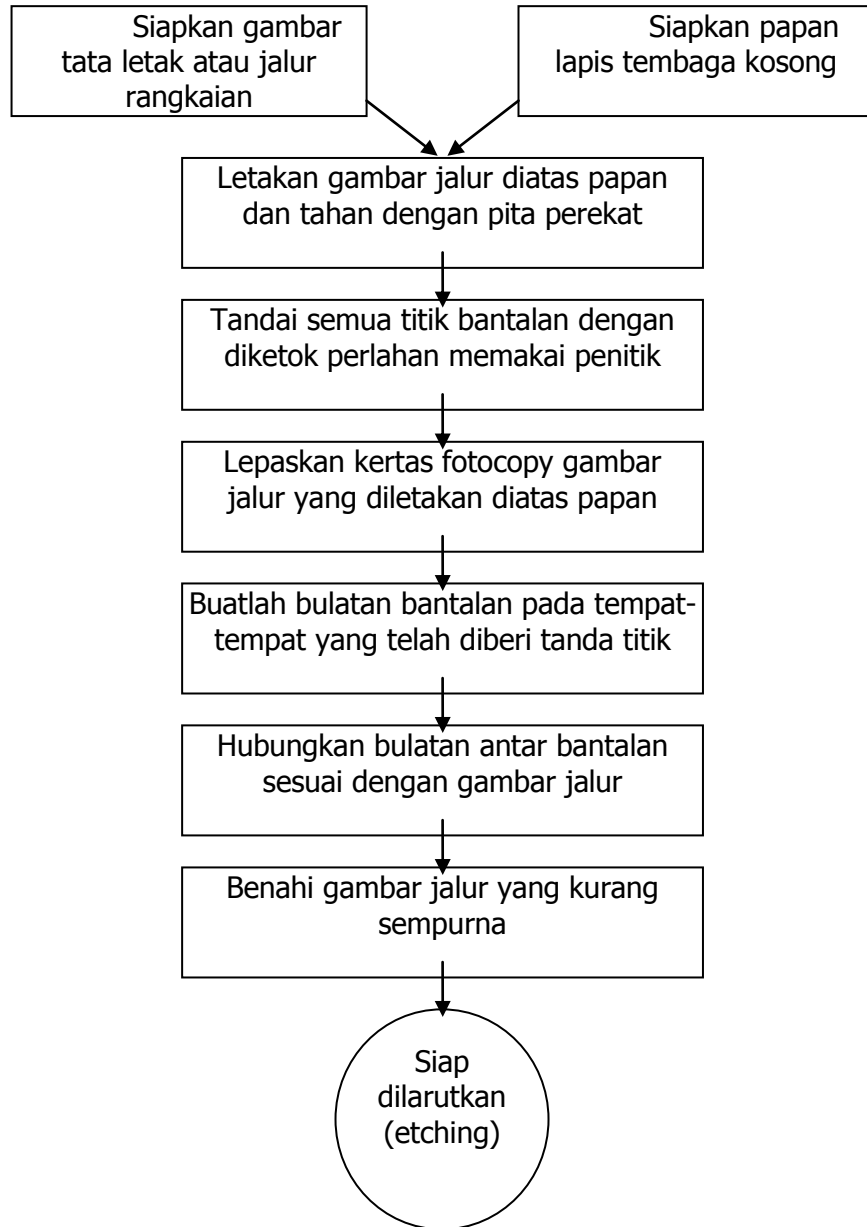 Siapkan gambar
tata letak atau jalur
rangkaian
Siapkan papan
lapis tembaga kosong
Letakan gambar jalur diatas papan
dan tahan dengan pita perekat
Tandai semua titik bantalan dengan
diketok perlahan memakai penitik
Lepaskan kertas fotocopy gambar
jalur yang diletakan diatas papan
Buatlah bulatan bantalan pada tempat-
tempat yang telah diberi tanda titik
Hubungkan bulatan antar bantalan
sesuai dengan gambar jalur
Benahi gambar jalur yang kurang
sempurna
Siap
dilarutkan
(etching)